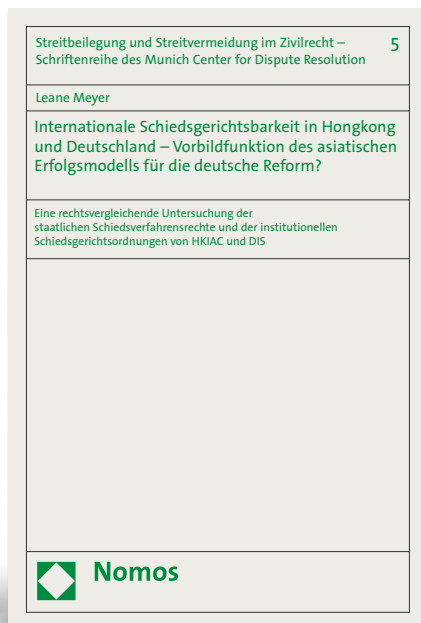 Streitbeilegung und Streitvermeidung im Zivilrecht –
Schriftenreihe des Munich Center for Dispute Resolution
5
Leane Meyer
Internationale Schiedsgerichtsbarkeit in Hongkong
und Deutschland – Vorbildfunktion des asiatischen
Erfolgsmodells für die deutsche Reform?
Eine rechtsvergleichende Untersuchung der
staatlichen Schiedsverfahrensrechte und der institutionellen
Schiedsgerichtsordnungen von HKIAC und DIS
Nomos